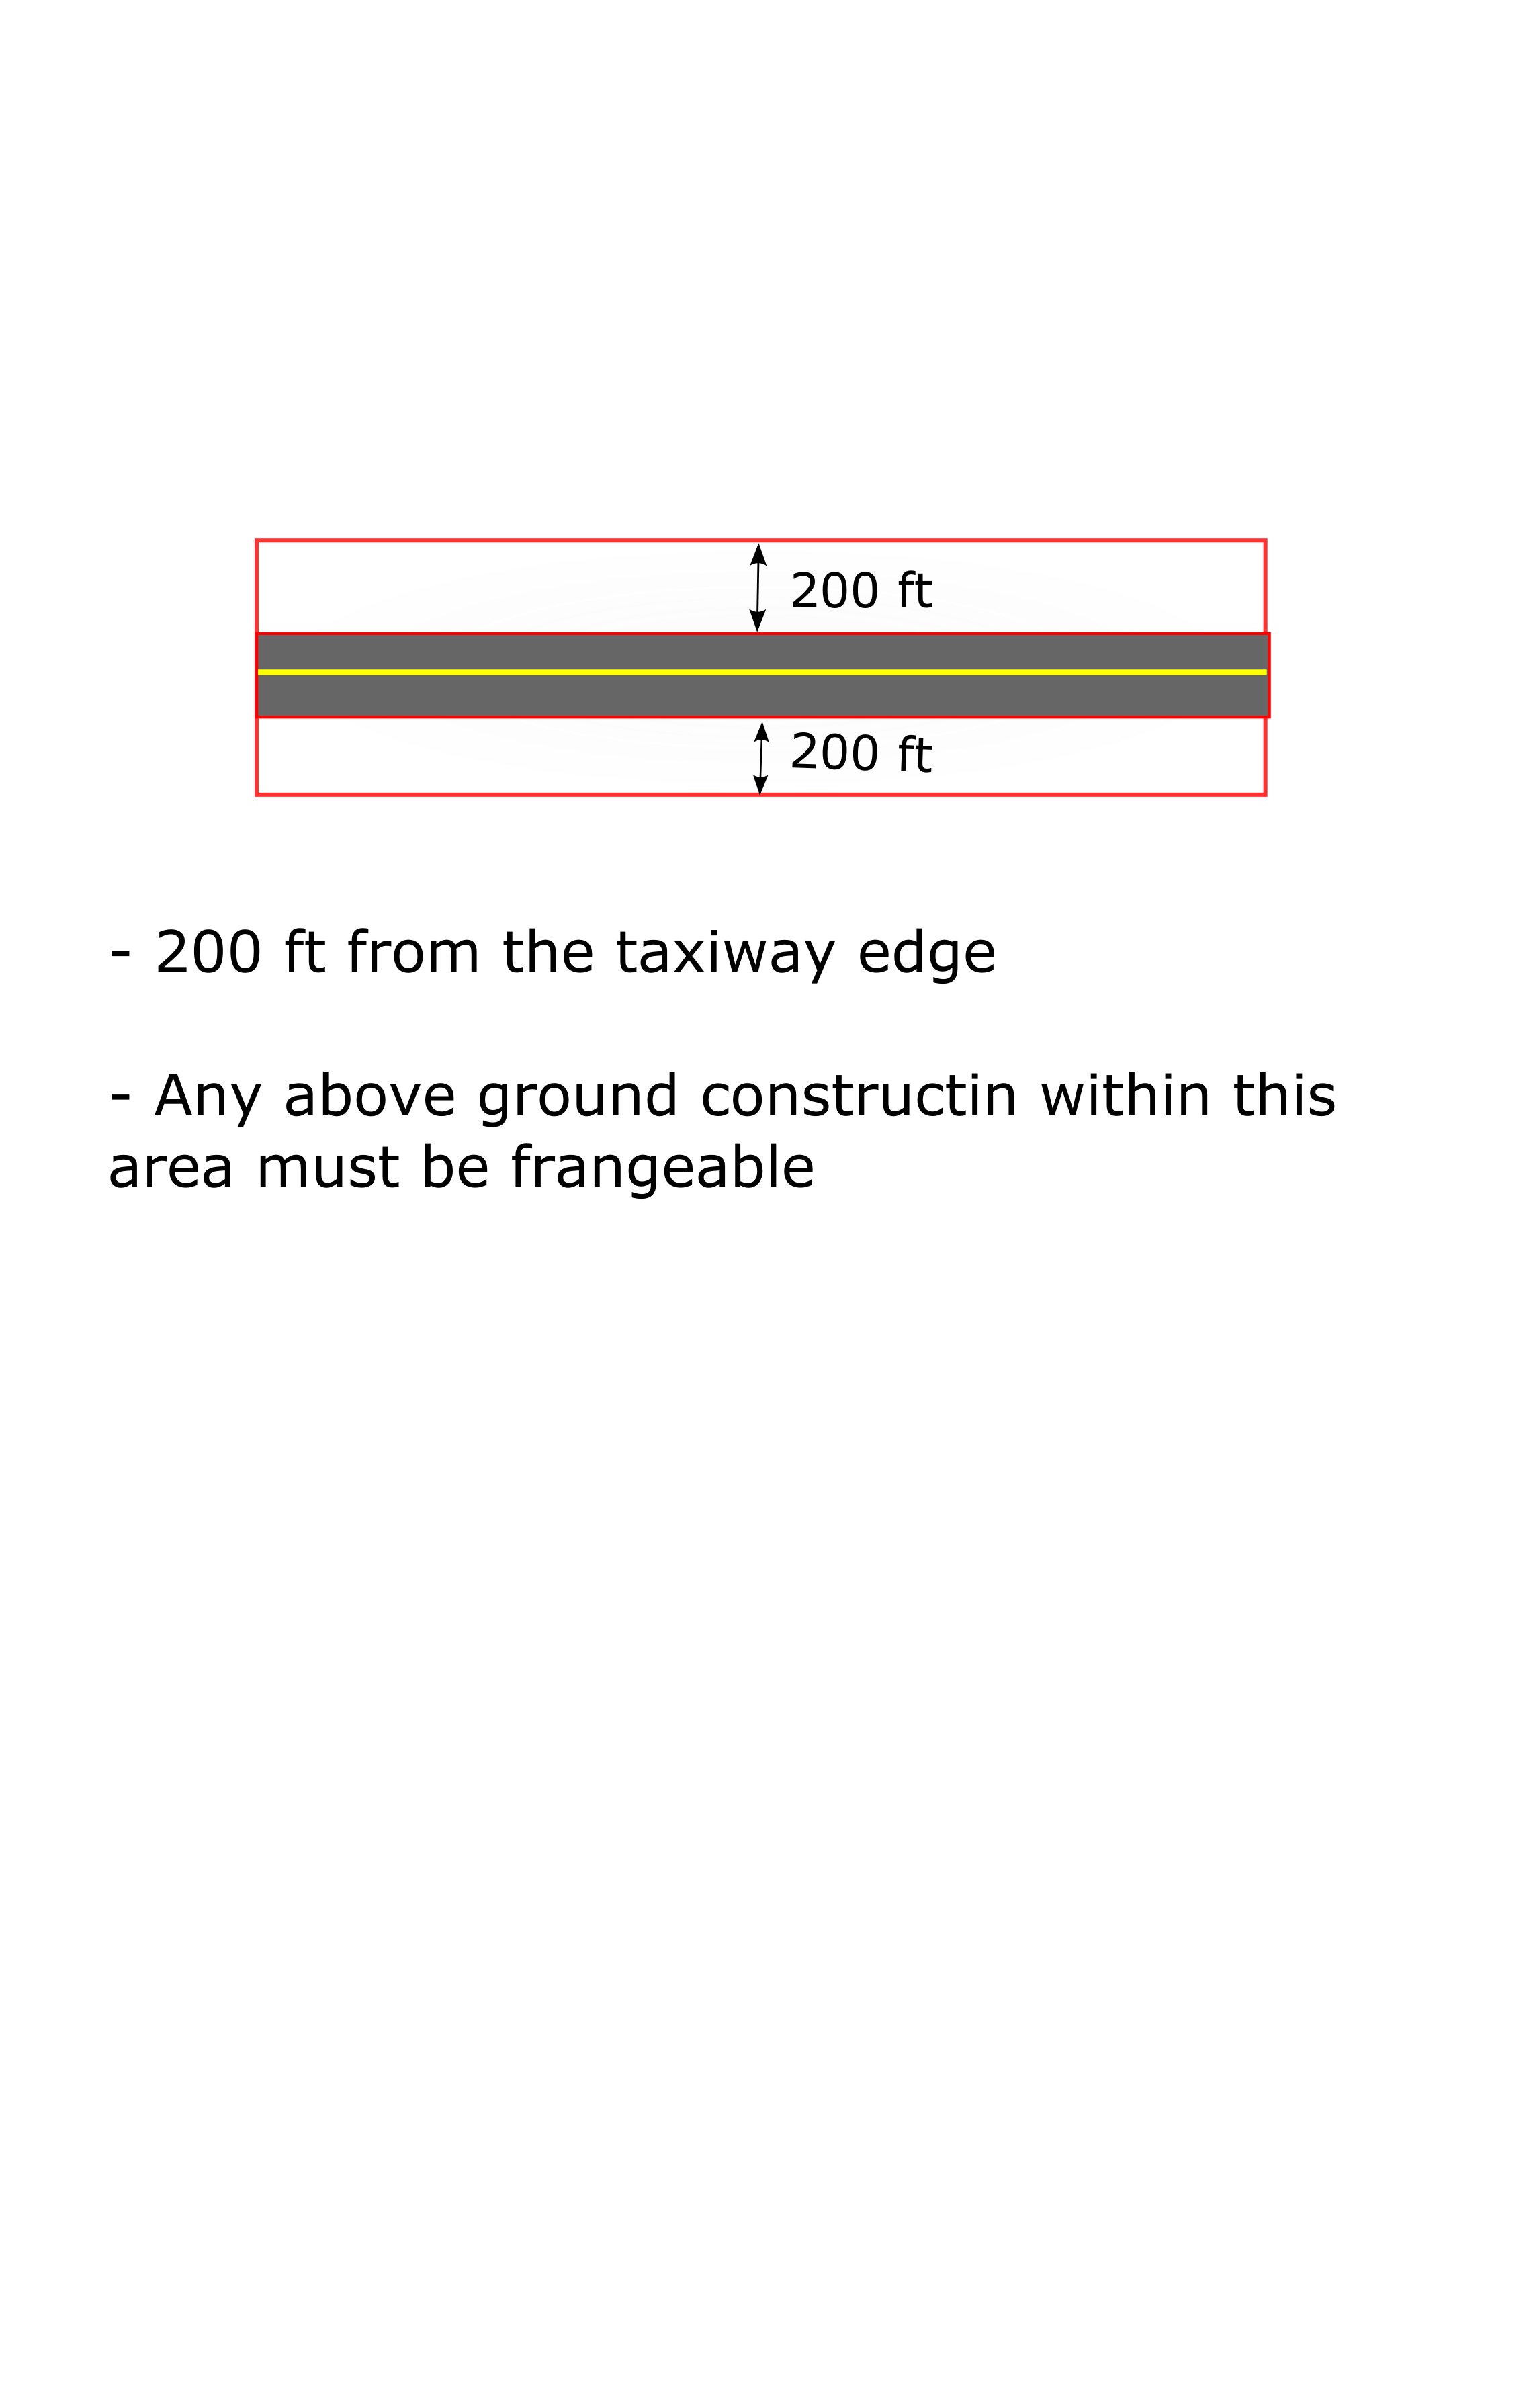 200 ft
200 ft
- 200 ft from the taxiway edge
- Any above ground constructin within this
area must be frangeable